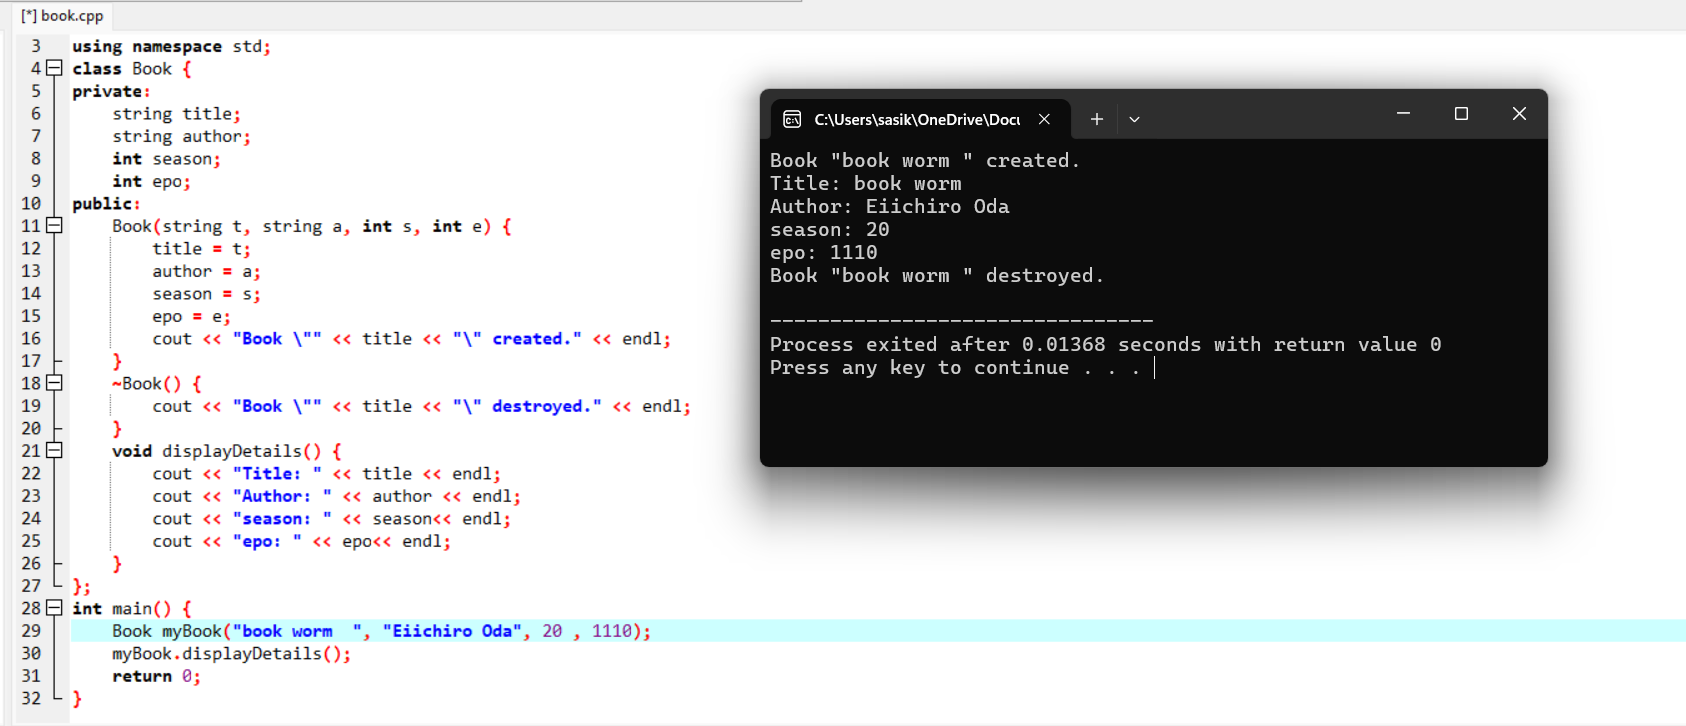 [*] book.cpp
3 using namespace std;
4 class Book {
5 private:
6     string title;
7     string author;
8     int season;
9     int epo;
10 public:
11     Book(string t, string a, int s, int e) {
12         title = t;
13         author = a;
14         season = s;
15         epo = e;
16         cout << "Book \"" << title << "\" created." << endl;
17     }
18     ~Book() {
19         cout << "Book \"" << title << "\" destroyed." << endl;
20     }
21     void displayDetails() {
22         cout << "Title: " << title << endl;
23         cout << "Author: " << author << endl;
24         cout << "season: " << season<< endl;
25         cout << "epo: " << epo<< endl;
26     }
27 };
28 int main() {
29     Book myBook("book worm  ", "Eiichiro Oda", 20 , 1110);
30     myBook.displayDetails();
31     return 0;
32 }
C:\Users\sasik\OneDrive\Docu
Book "book worm " created.
Title: book worm
Author: Eiichiro Oda
season: 20
epo: 1110
Book "book worm " destroyed.
--------------------------------
Process exited after 0.01368 seconds with return value 0
Press any key to continue . . .